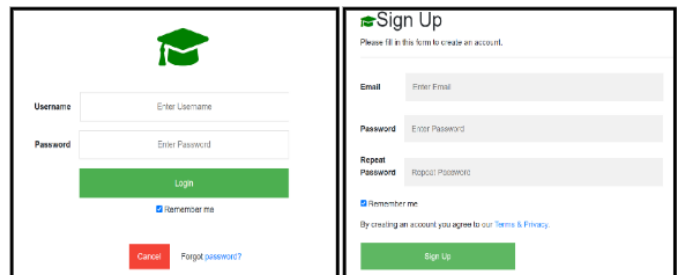 Username Enter Username
Password Enter Password
Login
Remember me
Cancel Forgot password?
Sign Up
Please fill in this form to create an account.
Email Enter Email
Password Enter Password
Repeat
Password Repeat Password
Remember me
By creating an account you agree to our Terms & Privacy.
Sign Up